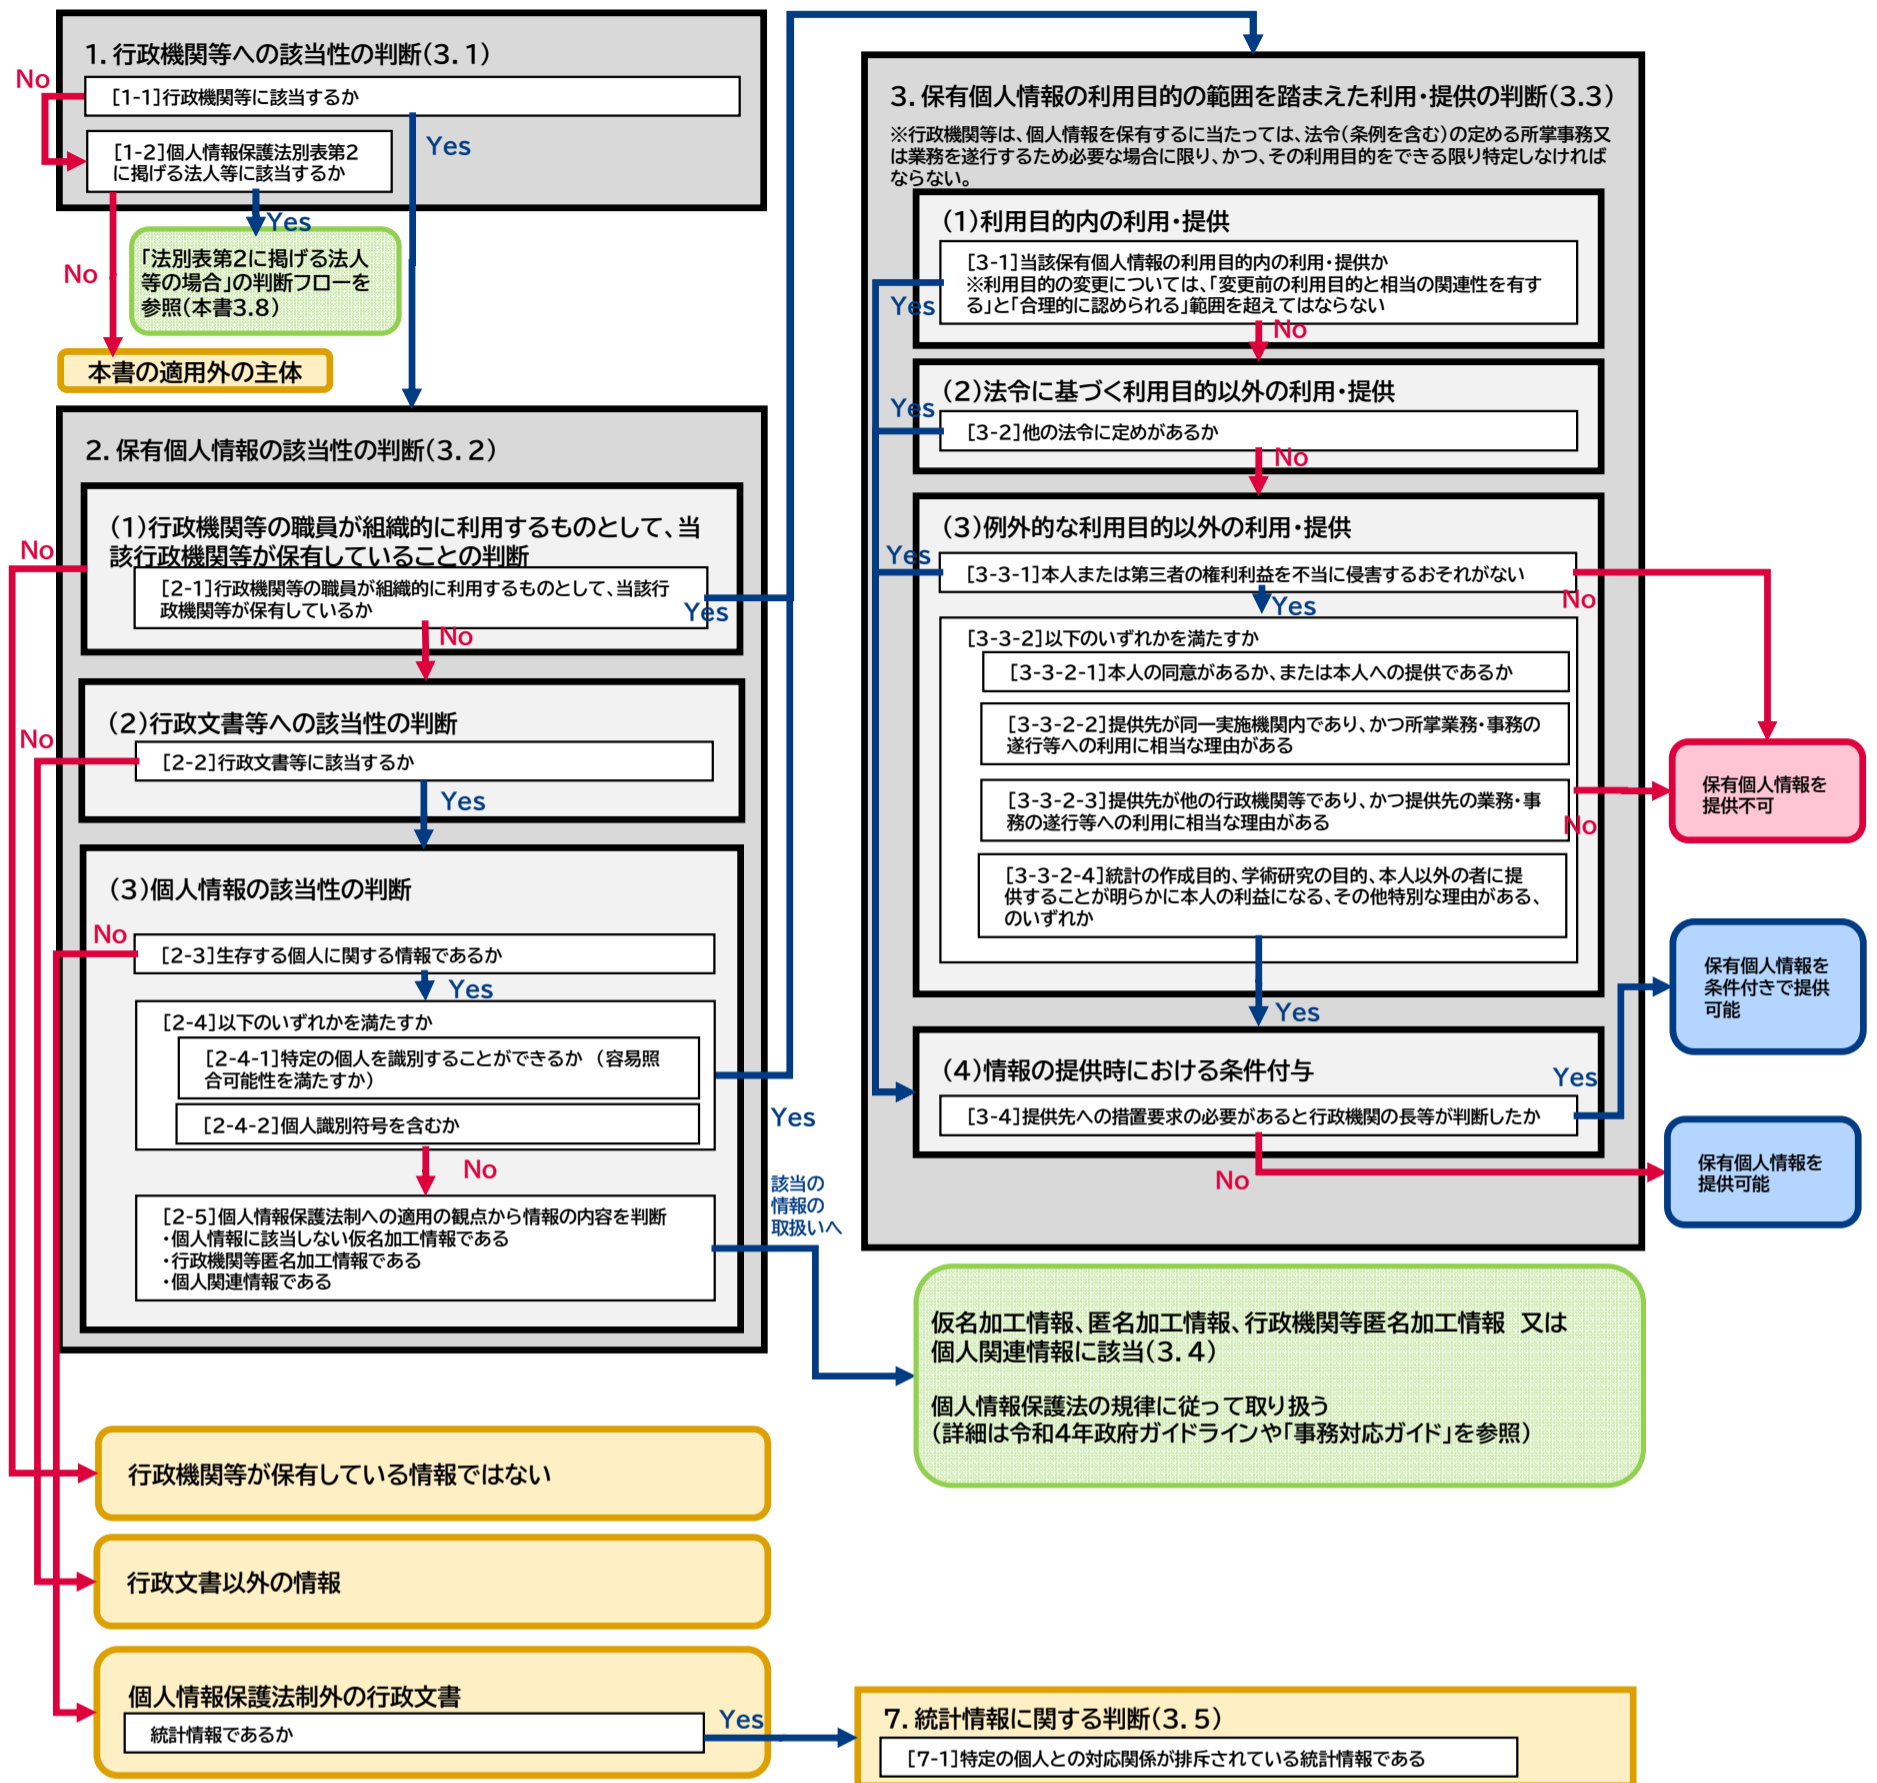 1．行政機関等への該当性の判断（3．1）
No
［1-1］行政機関等に該当するか
Yes
［1-2］個人情報保護法別表第2
に掲げる法人等に該当するか
Yes
No
「法別表第2に掲げる法人
等の場合」の判断フローを
参照（本書3.8）
本書の適用外の主体
2．保有個人情報の該当性の判断（3．2）
（1）行政機関等の職員が組織的に利用するものとして、当
該行政機関等が保有していることの判断
No
［2-1］行政機関等の職員が組織的に利用するものとして、当該行
政機関等が保有しているか
Yes
No
（2）行政文書等への該当性の判断
No
［2-2］行政文書等に該当するか
Yes
（3）個人情報の該当性の判断
No
［2-3］生存する個人に関する情報であるか
Yes
［2-4］以下のいずれかを満たすか
［2-4-1］特定の個人を識別することができるか （容易照
合可能性を満たすか）
［2-4-2］個人識別符号を含むか
Yes
No
［2-5］個人情報保護法制への適用の観点から情報の内容を判断
・個人情報に該当しない仮名加工情報である
・行政機関等匿名加工情報である
・個人関連情報である
該当の
情報の
取扱いへ
行政機関等が保有している情報ではない
行政文書以外の情報
個人情報保護法制外の行政文書
統計情報であるか
Yes
3．保有個人情報の利用目的の範囲を踏まえた利用・提供の判断（3.3）
※行政機関等は、個人情報を保有するに当たっては、法令（条例を含む）の定める所掌事務又
は業務を遂行するため必要な場合に限り、かつ、その利用目的をできる限り特定しなければ
ならない。
（1）利用目的内の利用・提供
［3-1］当該保有個人情報の利用目的内の利用・提供か
※利用目的の変更については、「変更前の利用目的と相当の関連性を有す
る」と「合理的に認められる」範囲を超えてはならない
Yes
No
（2）法令に基づく利用目的以外の利用・提供
Yes
［3-2］他の法令に定めがあるか
No
（3）例外的な利用目的以外の利用・提供
Yes
［3-3-1］本人または第三者の権利利益を不当に侵害するおそれがない
No
Yes
［3-3-2］以下のいずれかを満たすか
［3-3-2-1］本人の同意があるか、または本人への提供であるか
［3-3-2-2］提供先が同一実施機関内であり、かつ所掌業務・事務の
遂行等への利用に相当な理由がある
［3-3-2-3］提供先が他の行政機関等であり、かつ提供先の業務・事
務の遂行等への利用に相当な理由がある
No
［3-3-2-4］統計の作成目的、学術研究の目的、本人以外の者に提
供することが明らかに本人の利益になる、その他特別な理由がある、
のいずれか
Yes
（4）情報の提供時における条件付与
Yes
［3-4］提供先への措置要求の必要があると行政機関の長等が判断したか
No
保有個人情報を
提供不可
保有個人情報を
条件付きで提供
可能
保有個人情報を
提供可能
仮名加工情報、匿名加工情報、行政機関等匿名加工情報　又は
個人関連情報に該当（3．4）
個人情報保護法の規律に従って取り扱う
（詳細は令和4年政府ガイドラインや「事務対応ガイド」を参照）
7．統計情報に関する判断（3．5）
［7-1］特定の個人との対応関係が排斥されている統計情報である